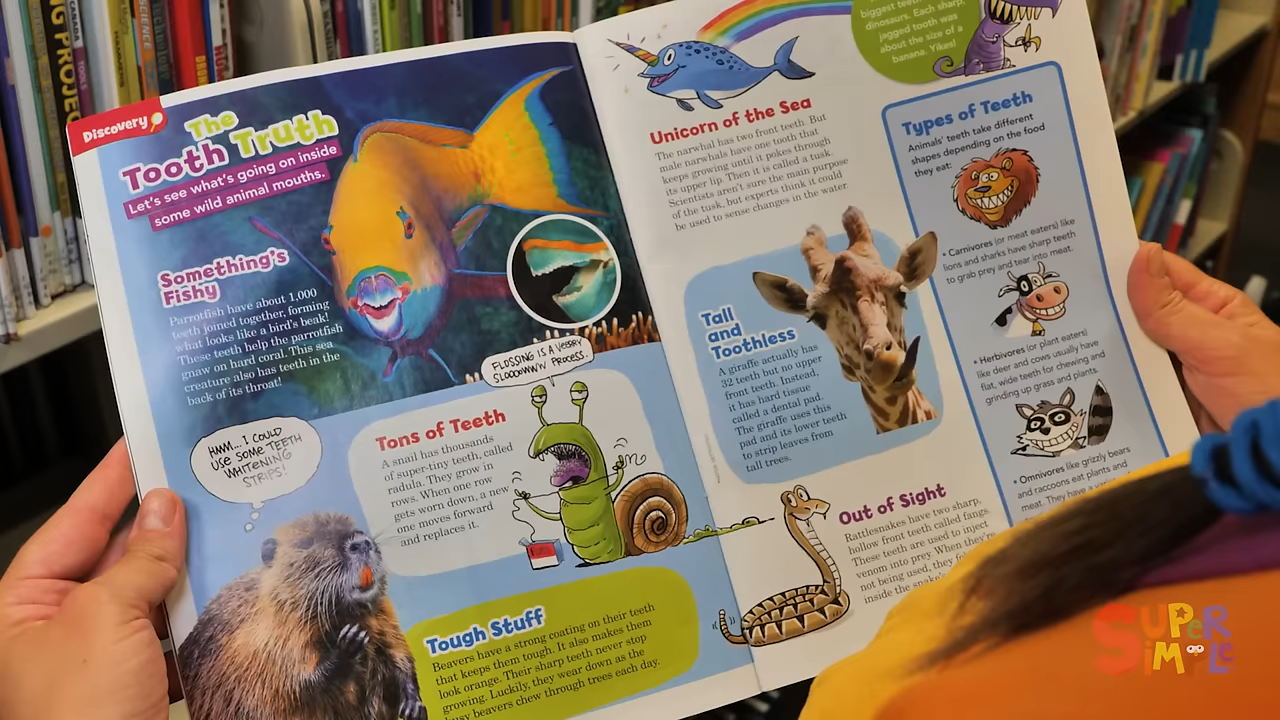 Discovery
The
Tooth Truth
Let's see what's going on inside
some wild animal mouths.
Something's
Fishy
Parrotfish have about 1,000
teeth joined together, forming
what looks like a bird's beak!
These teeth help the parrotfish
gnaw on hard coral. This sea
creature also has teeth in the
back of its throat!
HMM... I COULD
USE SOME TEETH
WHITENING
STRIPS!
Tons of Teeth
A snail has thousands
of super-tiny teeth, called
radula. They grow in
rows. When one row
gets worn down, a new
one moves forward
and replaces it.
FLOSSING IS A VERRY
SLOOOWWW PROCESS.
Tough Stuff
Beavers have a strong coating on their teeth
that keeps them tough. It also makes them
look orange. Their sharp teeth never stop
growing. Luckily, they wear down as the
busy beavers chew through trees each day.
Unicorn of the Sea
The narwhal has two front teeth. But
male narwhals have one tooth that
keeps growing until it pokes through
its upper lip. Then it is called a tusk.
Scientists aren't sure the main purpose
of the tusk, but experts think it could
be used to sense changes in the water.
biggest teeth
dinosaurs. Each sharp,
jagged tooth was
about the size of a
banana. Yikes!
Tall
and
Toothless
A giraffe actually has
32 teeth but no upper
front teeth. Instead,
it has hard tissue
called a dental pad.
The giraffe uses this
pad and its lower teeth
to strip leaves from
tall trees.
Out of Sight
Rattlesnakes have two sharp,
hollow front teeth called fangs.
These teeth are used to inject
venom into prey. When they're
not being used, they
inside the snake's
Types of Teeth
Animals' teeth take different
shapes depending on the food
they eat:
• Carnivores (or meat eaters) like
lions and sharks have sharp teeth
to grab prey and tear into meat.
• Herbivores (or plant eaters)
like deer and cows usually have
flat, wide teeth for chewing and
grinding up grass and plants.
• Omnivores like grizzly bears
and raccoons eat plants and
meat. They have a
SUPER
SIMPLE